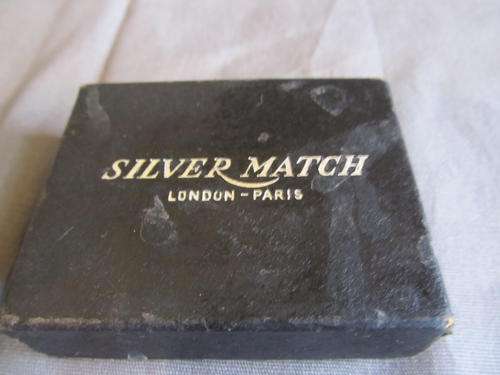 SILVER MATCH
LONDON - PARIS